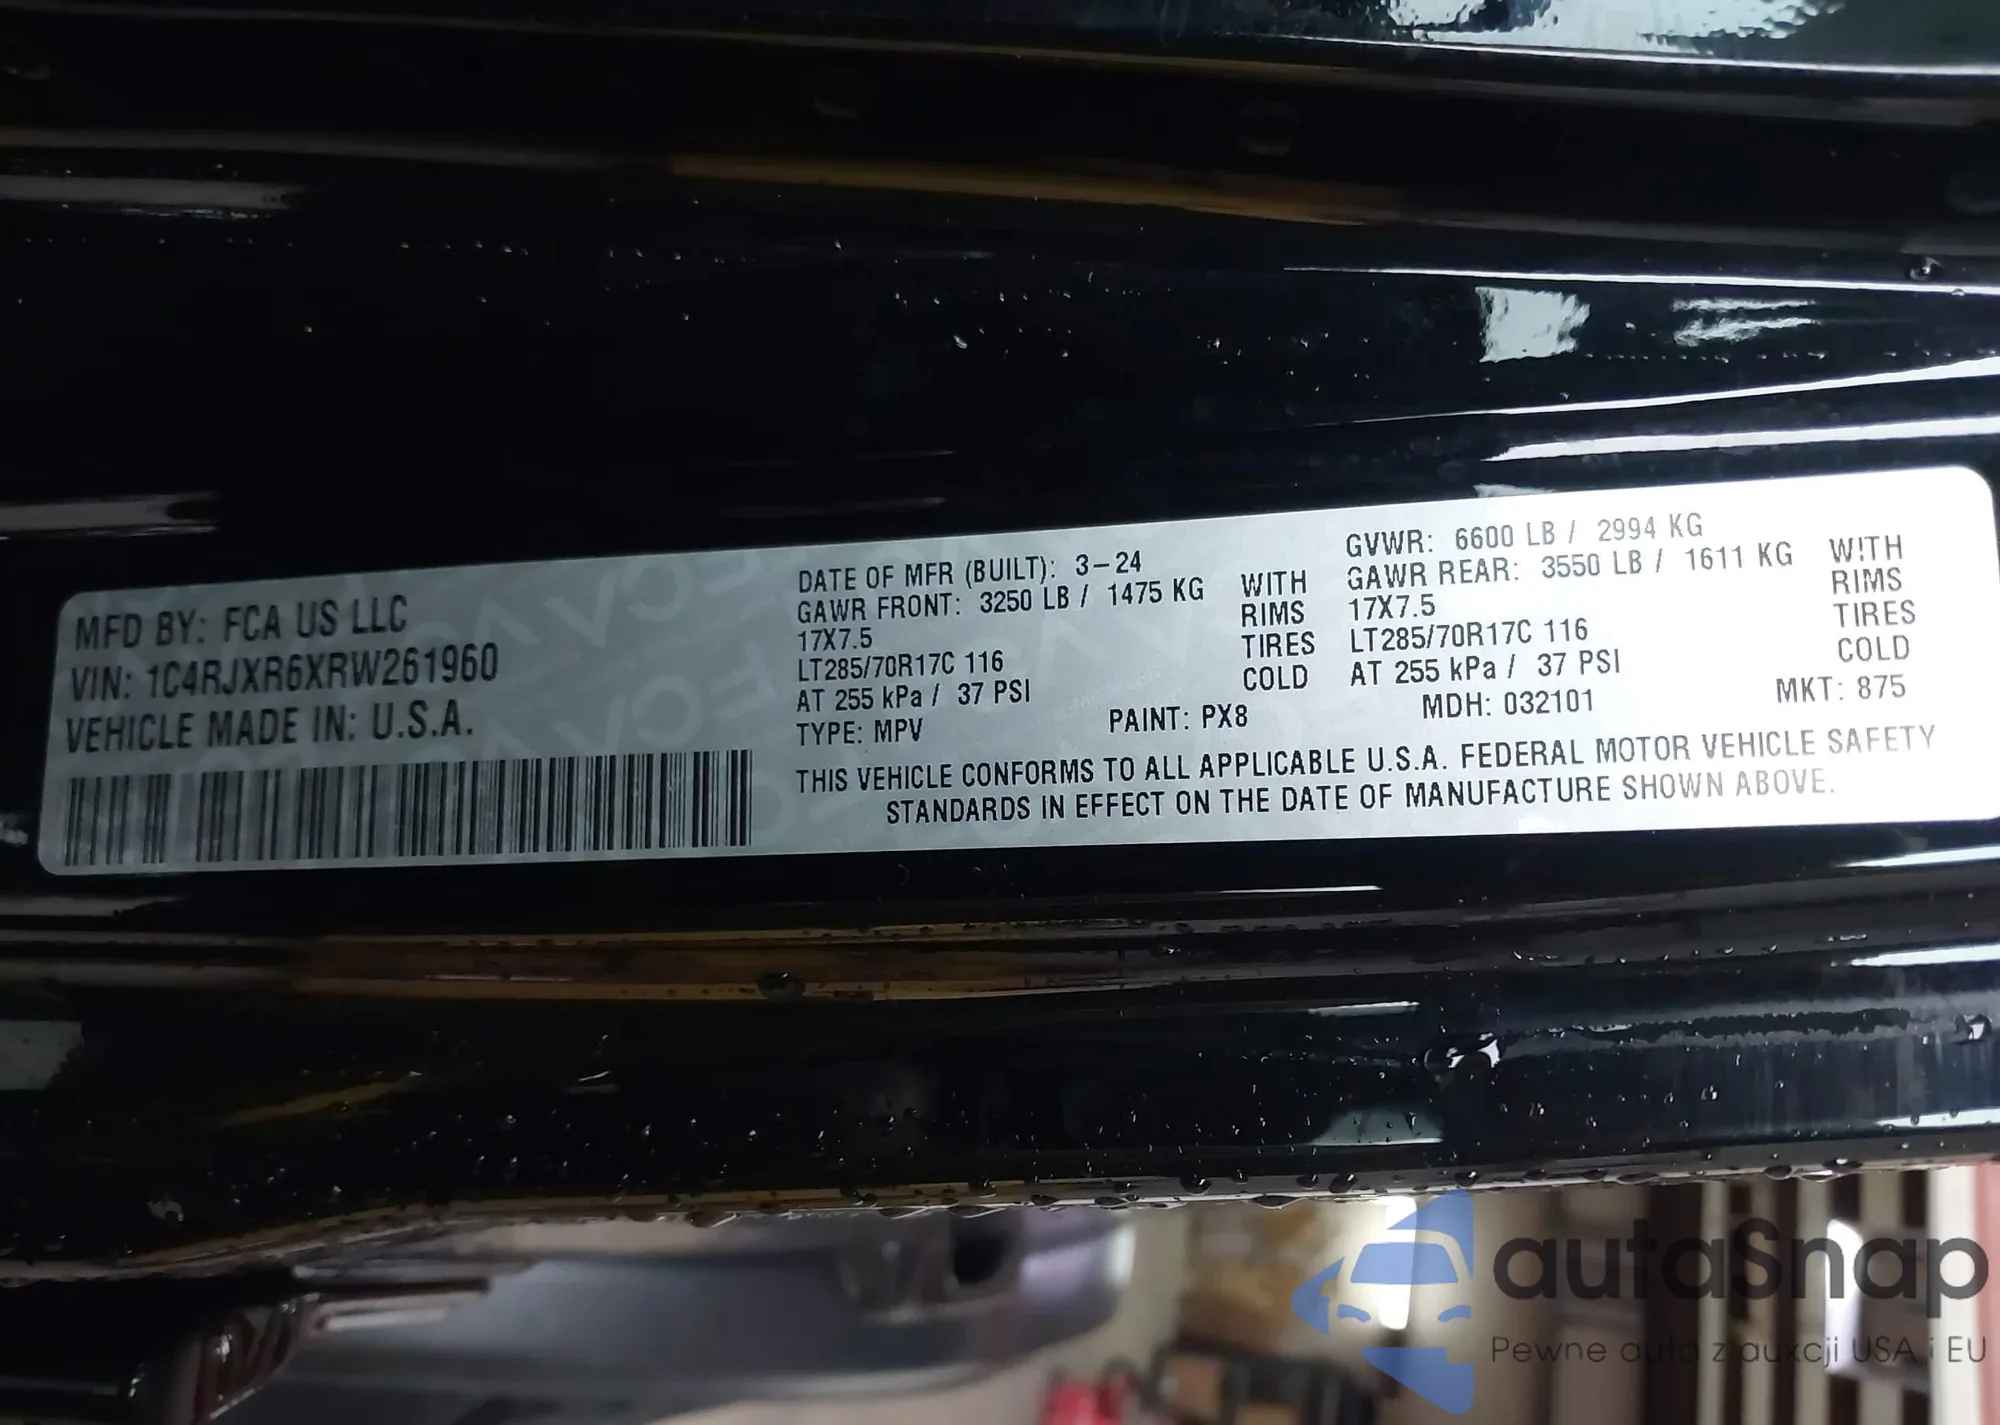 MFD BY: FCA US LLC
VIN: 1C4RJXR6XRW261960
VEHICLE MADE IN: U.S.A.
DATE OF MFR (BUILT): 3-24
GAWR FRONT: 3250 LB / 1475 KG WITH
17X7.5 RIMS
LT285/70R17C 116 TIRES
AT 255 kPa / 37 PSI COLD
TYPE: MPV
PAINT: PX8
GVWR: 6600 LB / 2994 KG
GAWR REAR: 3550 LB / 1611 KG WITH
17X7.5 RIMS
LT285/70R17C 116 TIRES
AT 255 kPa / 37 PSI COLD
MDH: 032101
MKT: 875
THIS VEHICLE CONFORMS TO ALL APPLICABLE U.S.A. FEDERAL MOTOR VEHICLE SAFETY
STANDARDS IN EFFECT ON THE DATE OF MANUFACTURE SHOWN ABOVE.
autaSnap
Pewne auta z aukcji USA i EU